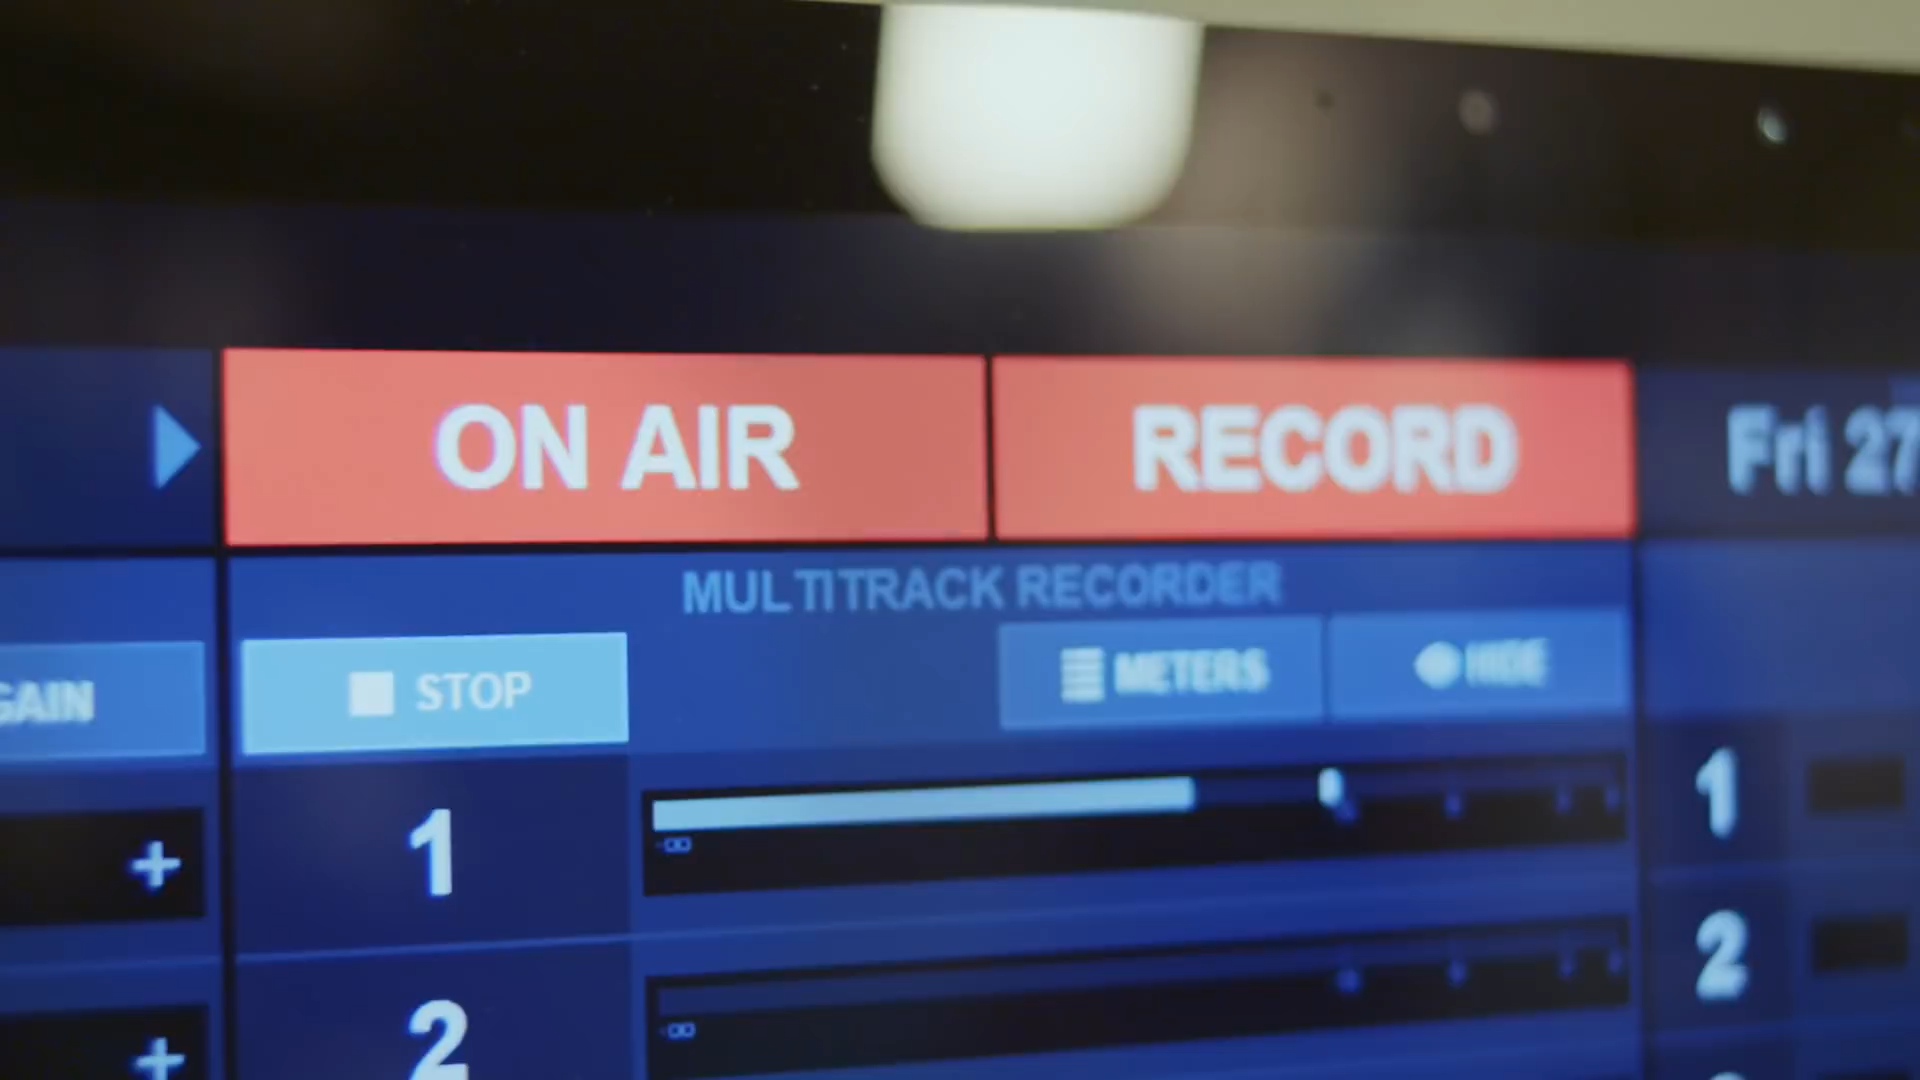 ON AIR
RECORD
Fri 27
MULTITRACK RECORDER
GAIN
STOP
METERS
HIDE
1
-∞
1
+
2
-∞
2
+